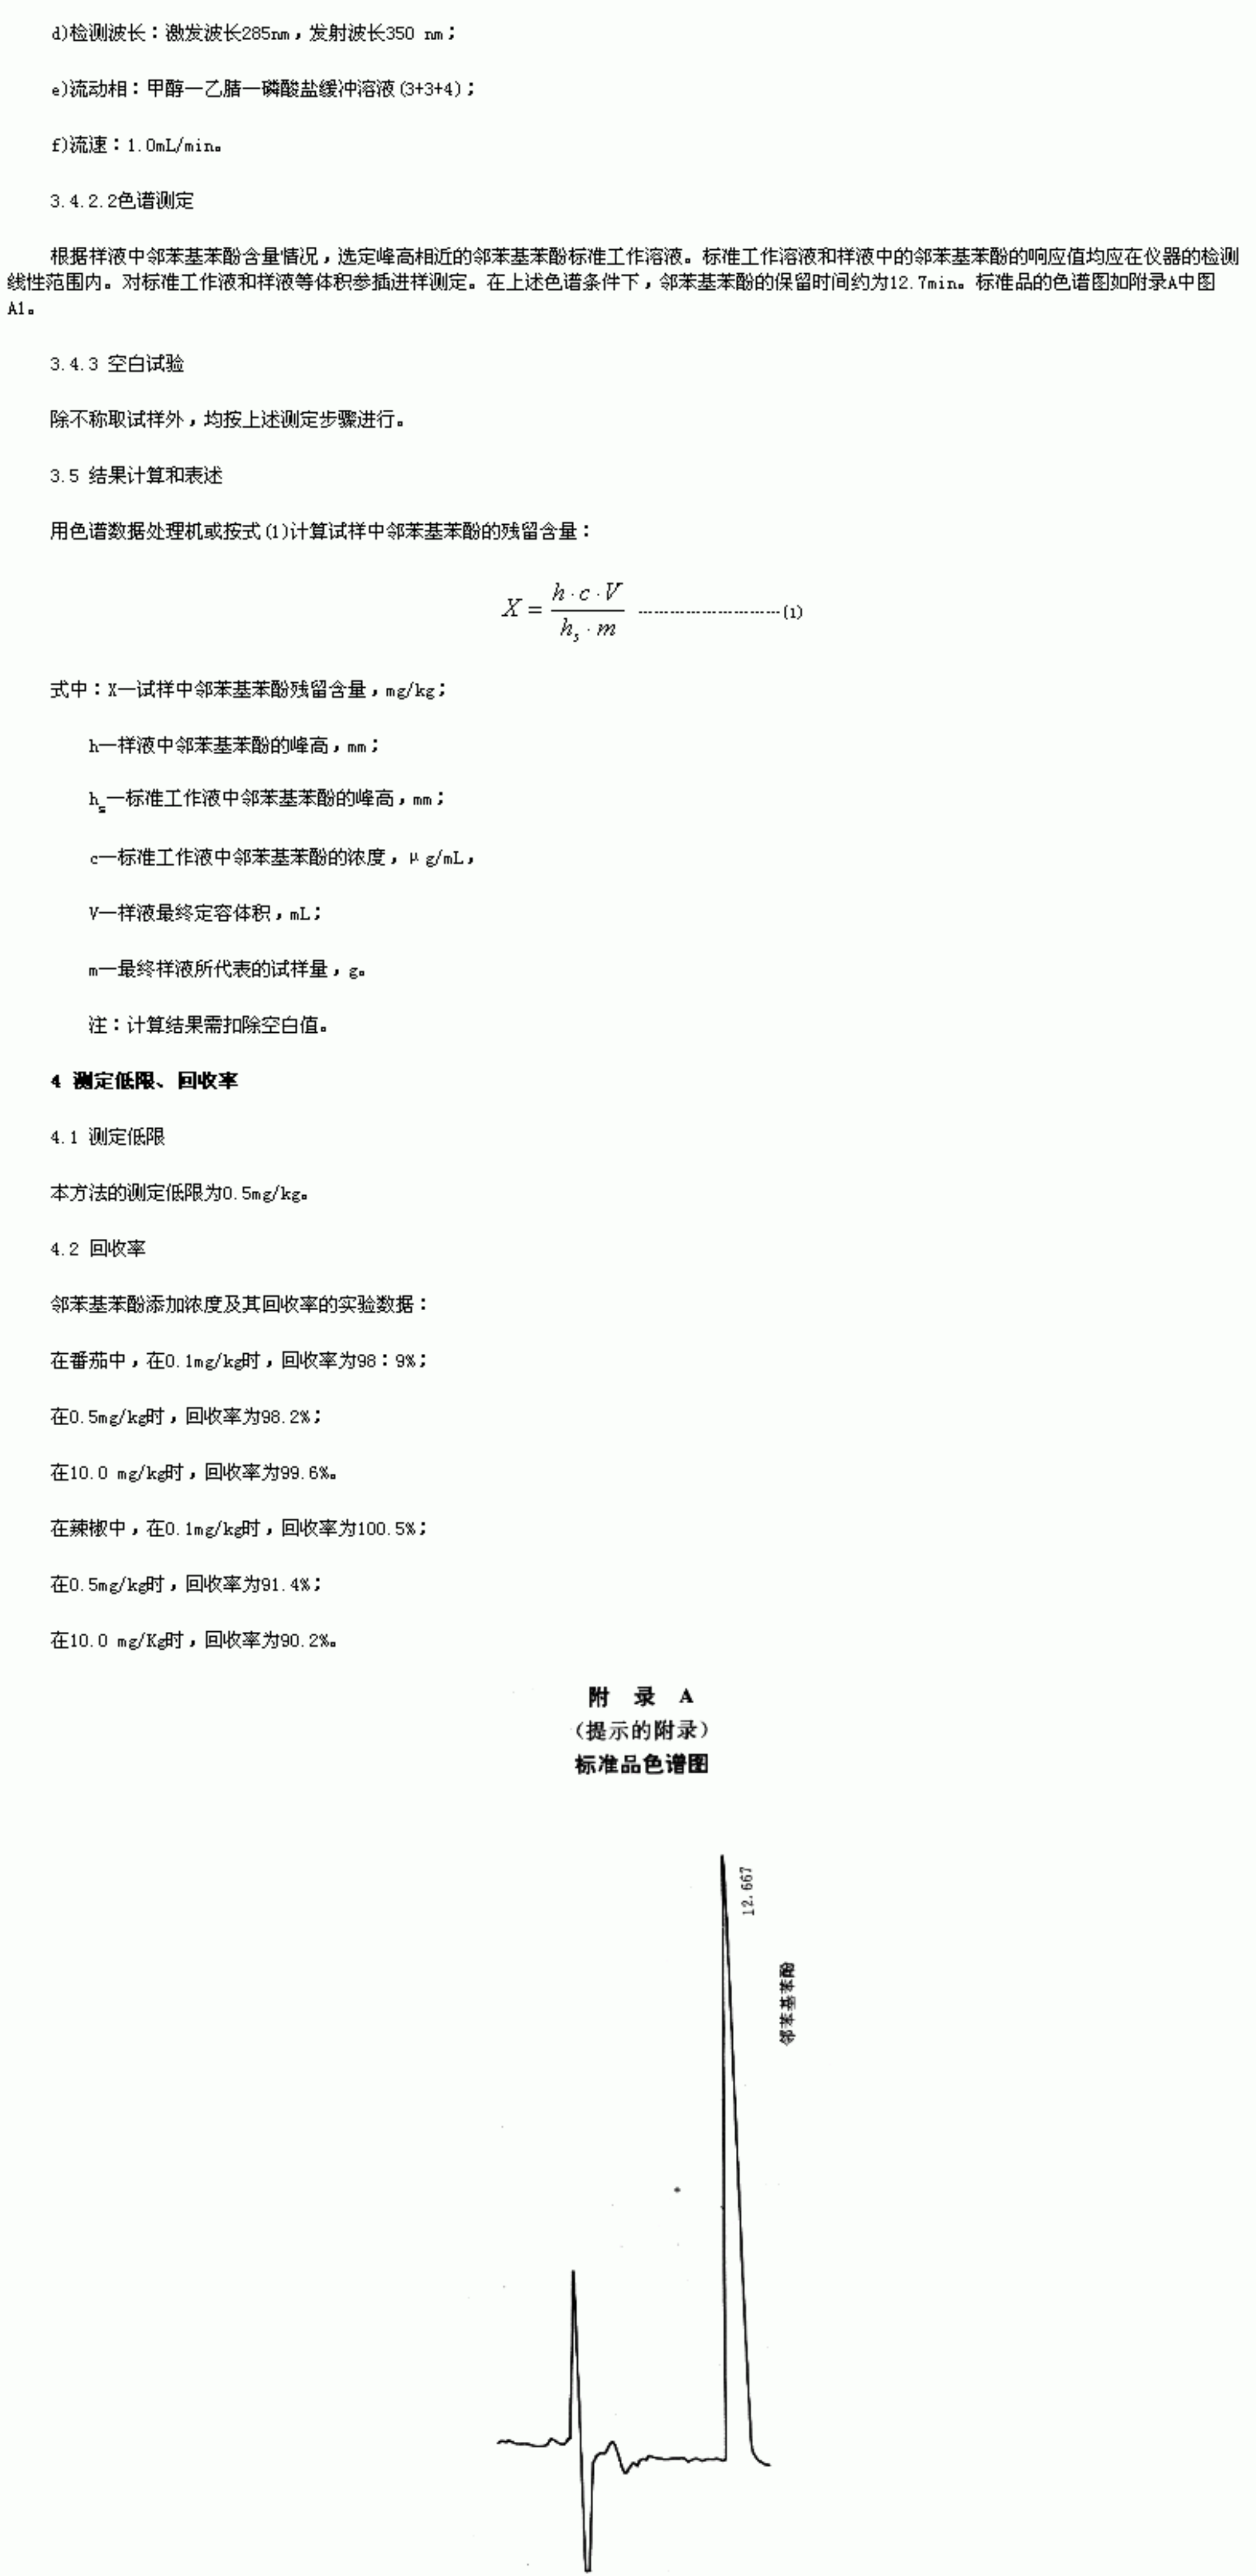 d)检测波长：激发波长285nm，发射波长350 nm；
e)流动相：甲醇—乙腈—磷酸盐缓冲溶液(3+3+4)；
f)流速：1.0mL/min。
3.4.2.2色谱测定
根据样液中邻苯基苯酚含量情况，选定峰高相近的邻苯基苯酚标准工作溶液。标准工作溶液和样液中的邻苯基苯酚的响应值均应在仪器的检测
线性范围内。对标准工作液和样液等体积参插进样测定。在上述色谱条件下，邻苯基苯酚的保留时间约为12.7min。标准品的色谱图如附录A中图
A1。
3.4.3 空白试验
除不称取试样外，均按上述测定步骤进行。
3.5 结果计算和表述
用色谱数据处理机或按式(1)计算试样中邻苯基苯酚的残留含量：
X = h·c·V / hs·m ……………………(1)
式中：X—试样中邻苯基苯酚残留含量，mg/kg；
h—样液中邻苯基苯酚的峰高，mm；
hs—标准工作液中邻苯基苯酚的峰高，mm；
c—标准工作液中邻苯基苯酚的浓度，μg/mL，
V—样液最终定容体积，mL；
m—最终样液所代表的试样量，g。
注：计算结果需扣除空白值。
4 测定低限、回收率
4.1 测定低限
本方法的测定低限为0.5mg/kg。
4.2 回收率
邻苯基苯酚添加浓度及其回收率的实验数据：
在番茄中，在0.1mg/kg时，回收率为98：9%；
在0.5mg/kg时，回收率为98.2%；
在10.0 mg/kg时，回收率为99.6%。
在辣椒中，在0.1mg/kg时，回收率为100.5%；
在0.5mg/kg时，回收率为91.4%；
在10.0 mg/Kg时，回收率为90.2%。
附 录 A
（提示的附录）
标准品色谱图
12.667
邻苯基苯酚